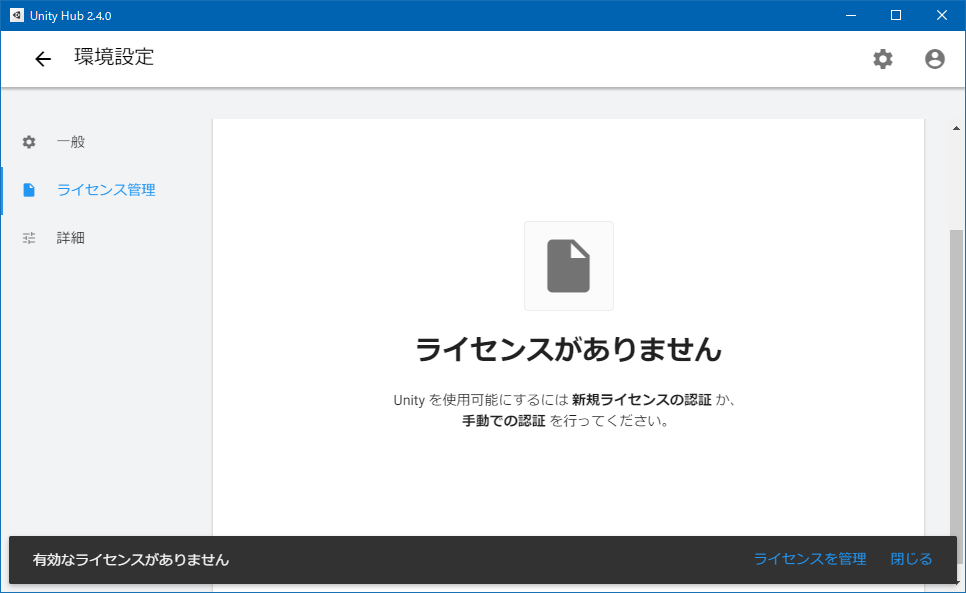 Unity Hub 2.4.0
環境設定
一般
ライセンス管理
詳細
ライセンスがありません
Unity を使用可能にするには 新規ライセンスの認証 か、
手動での認証 を行ってください。
有効なライセンスがありません
ライセンスを管理
閉じる